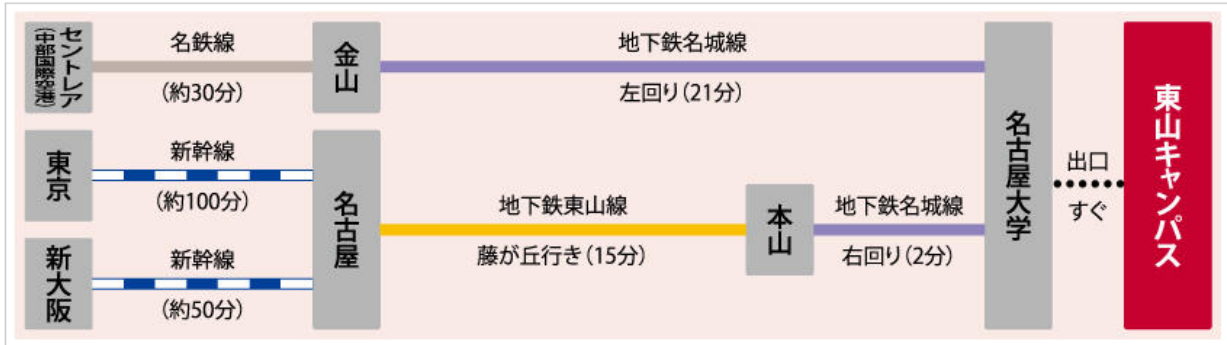 セントレア
(中部国際空港)
名鉄線
(約30分)
金山
地下鉄名城線
左回り(21分)
東京
新幹線
(約100分)
新大阪
新幹線
(約50分)
名古屋
地下鉄東山線
藤が丘行き(15分)
本山
地下鉄名城線
右回り(2分)
名古屋大学
出口
すぐ
東山キャンパス